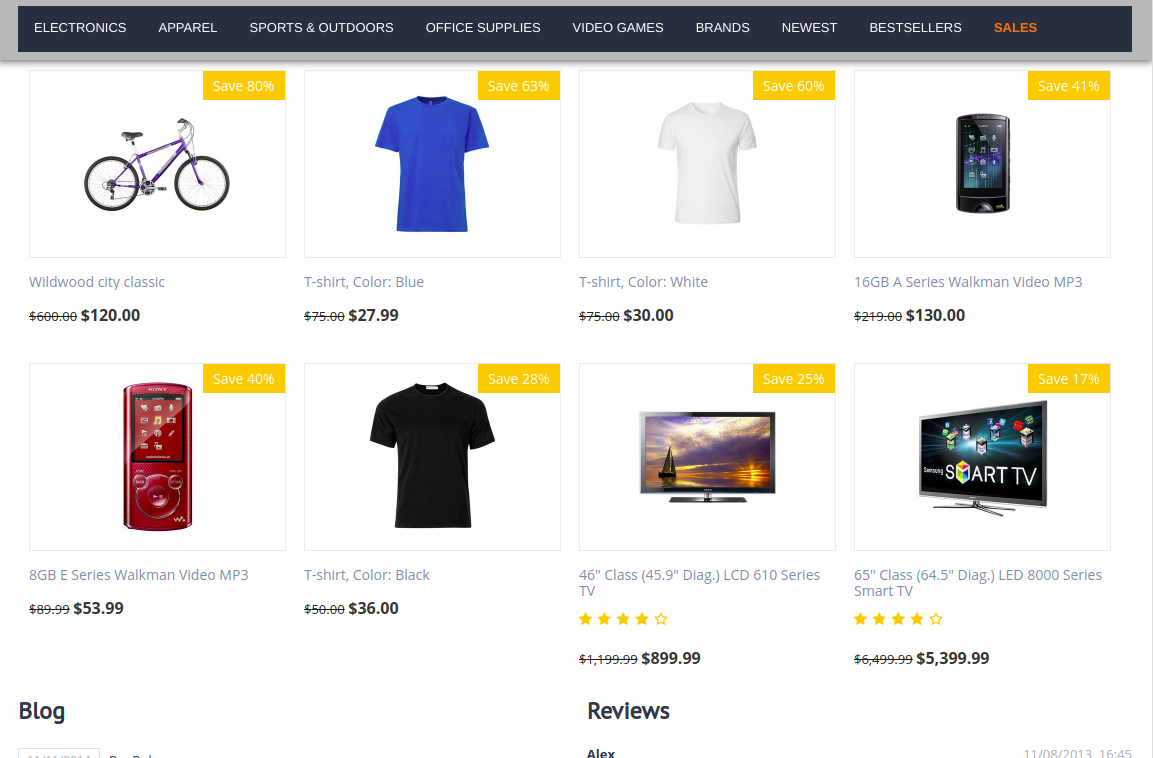 ELECTRONICS APPAREL SPORTS & OUTDOORS OFFICE SUPPLIES VIDEO GAMES BRANDS NEWEST BESTSELLERS SALES
Save 80%
Save 63%
Save 60%
Save 41%
Wildwood city classic
T-shirt, Color: Blue
T-shirt, Color: White
16GB A Series Walkman Video MP3
$600.00 $120.00
$75.00 $27.99
$75.00 $30.00
$219.00 $130.00
Save 40%
Save 28%
Save 25%
Save 17%
SONY
Samsung SMART TV
8GB E Series Walkman Video MP3
T-shirt, Color: Black
46" Class (45.9" Diag.) LCD 610 Series
TV
65" Class (64.5" Diag.) LED 8000 Series
Smart TV
$89.99 $53.99
$50.00 $36.00
$1,199.99 $899.99
$6,499.99 $5,399.99
Blog
Reviews
Alex
11/08/2013, 16:45